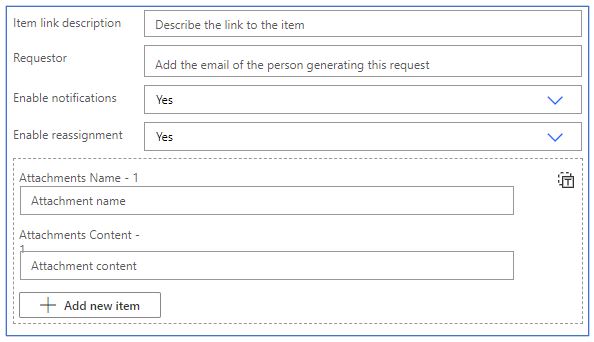 Item link description
Describe the link to the item
Requestor
Add the email of the person generating this request
Enable notifications
Yes
Enable reassignment
Yes
Attachments Name - 1
Attachment name
Attachments Content -
1
Attachment content
Add new item